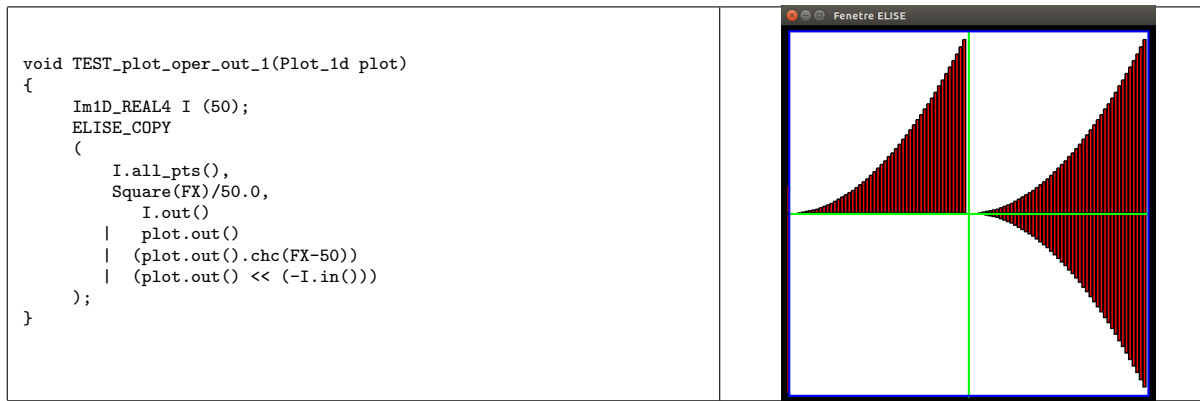 void TEST_plot_oper_out_1(Plot_1d plot)
{
     Im1D_REAL4 I (50);
     ELISE_COPY
     (
         I.all_pts(),
         Square(FX)/50.0,
            I.out()
        |   plot.out()
        |  (plot.out().chc(FX-50))
        |  (plot.out() << (-I.in()))
     );
}
Fenetre ELISE